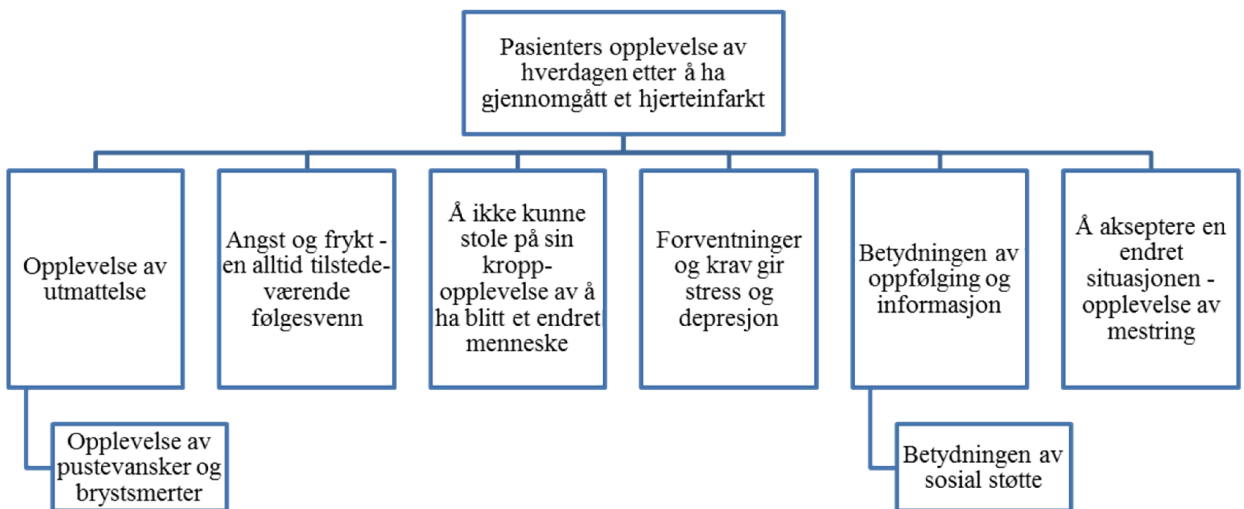 Pasienters opplevelse av
hverdagen etter å ha
gjennomgått et hjerteinfarkt
Opplevelse av
utmattelse
Angst og frykt -
en alltid tilstede-
værende
følgesvenn
Å ikke kunne
stole på sin
kropp-
opplevelse av å
ha blitt et endret
menneske
Forventninger
og krav gir
stress og
depresjon
Betydningen av
oppfølging og
informasjon
Å akseptere en
endret
situasjonen -
opplevelse av
mestring
Opplevelse av
pustevansker og
brystsmerter
Betydningen av
sosial støtte